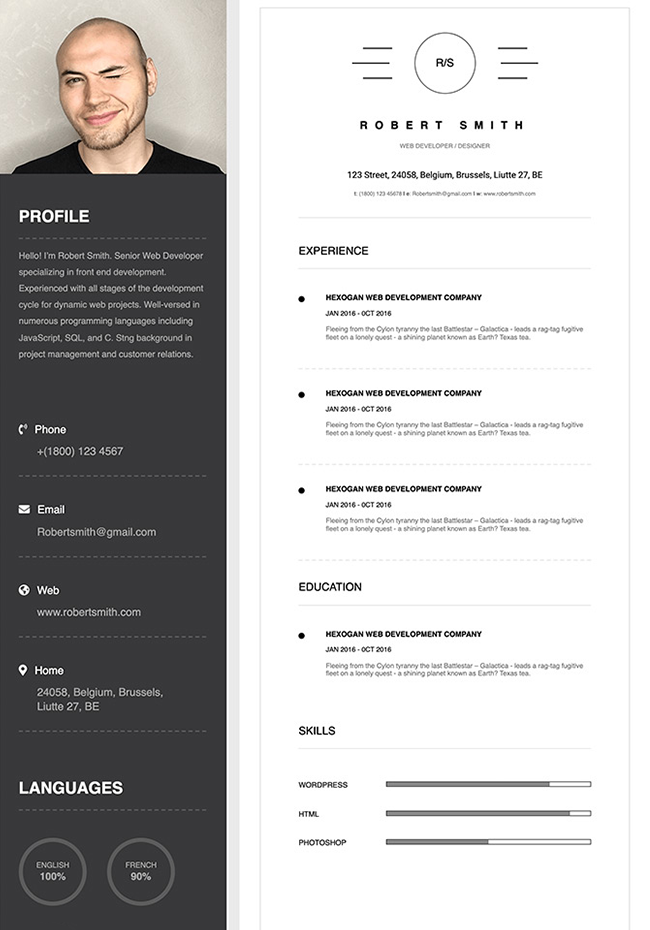 PROFILE
Hello! I'm Robert Smith. Senior Web Developer
specializing in front end development.
Experienced with all stages of the development
cycle for dynamic web projects. Well-versed in
numerous programming languages including
JavaScript, SQL, and C. Stng background in
project management and customer relations.
Phone
+(1800) 123 4567
Email
Robertsmith@gmail.com
Web
www.robertsmith.com
Home
24058, Belgium, Brussels,
Liutte 27, BE
LANGUAGES
ENGLISH
100%
FRENCH
90%
R/S
ROBERT SMITH
WEB DEVELOPER / DESIGNER
123 Street, 24058, Belgium, Brussels, Liutte 27, BE
t: (1800) 123 45678 I e: Robertsmith@gmail.com I w: www.robertsmith.com
EXPERIENCE
HEXOGAN WEB DEVELOPMENT COMPANY
JAN 2016 - 0CT 2016
Fleeing from the Cylon tyranny the last Battlestar – Galactica - leads a rag-tag fugitive
fleet on a lonely quest - a shining planet known as Earth? Texas tea.
HEXOGAN WEB DEVELOPMENT COMPANY
JAN 2016 - 0CT 2016
Fleeing from the Cylon tyranny the last Battlestar – Galactica - leads a rag-tag fugitive
fleet on a lonely quest - a shining planet known as Earth? Texas tea.
HEXOGAN WEB DEVELOPMENT COMPANY
JAN 2016 - 0CT 2016
Fleeing from the Cylon tyranny the last Battlestar – Galactica - leads a rag-tag fugitive
fleet on a lonely quest - a shining planet known as Earth? Texas tea.
EDUCATION
HEXOGAN WEB DEVELOPMENT COMPANY
JAN 2016 - 0CT 2016
Fleeing from the Cylon tyranny the last Battlestar – Galactica - leads a rag-tag fugitive
fleet on a lonely quest - a shining planet known as Earth? Texas tea.
SKILLS
WORDPRESS
HTML
PHOTOSHOP